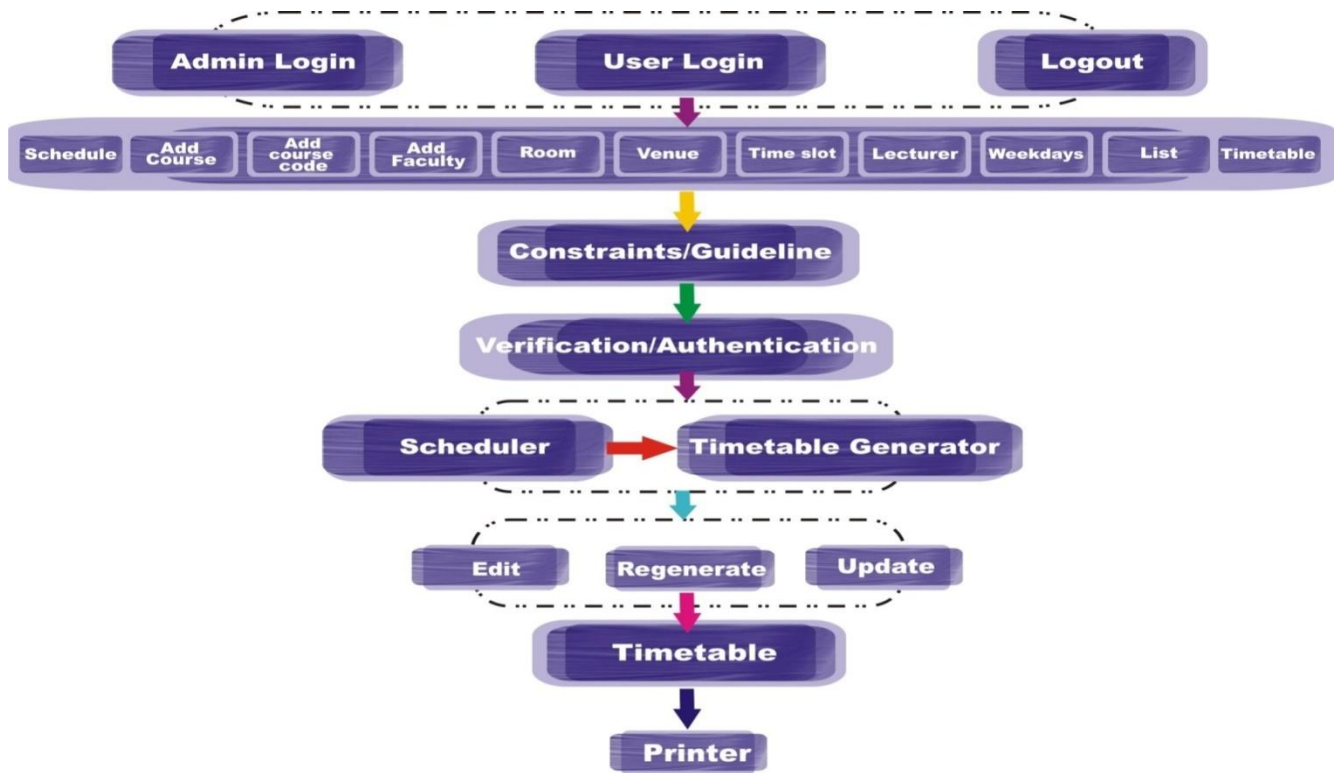 Admin Login
User Login
Logout
Schedule
Add
Course
Add
course
code
Add
Faculty
Room
Venue
Time slot
Lecturer
Weekdays
List
Timetable
Constraints/Guideline
Verification/Authentication
Scheduler
Timetable Generator
Edit
Regenerate
Update
Timetable
Printer